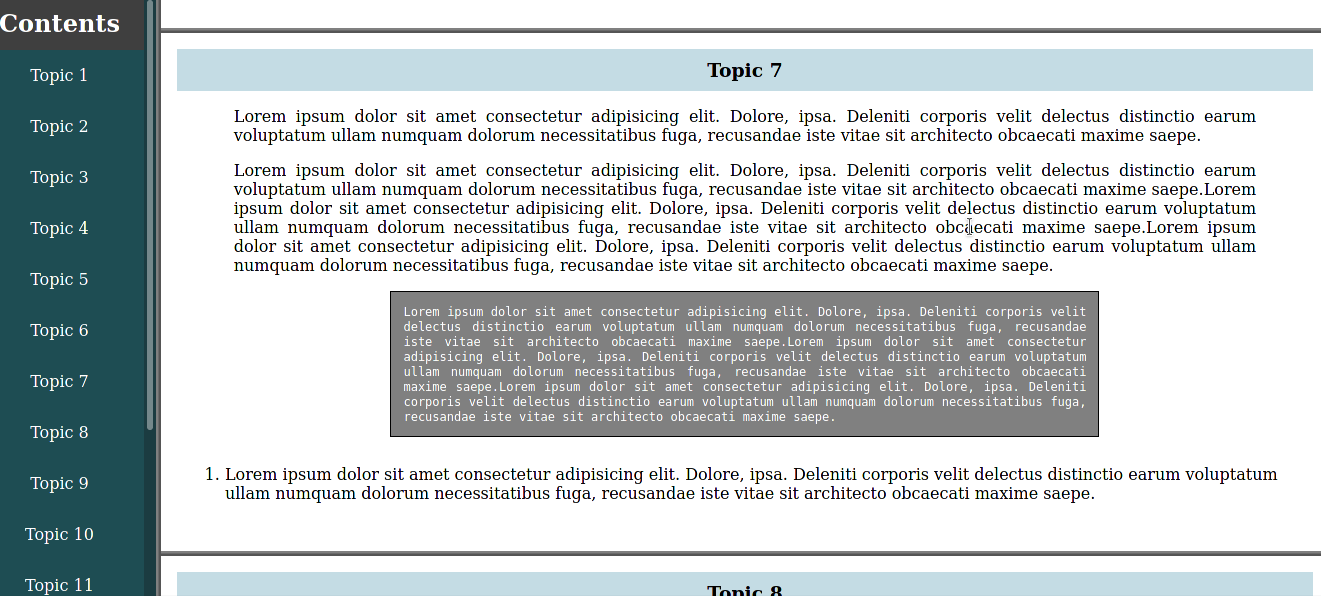 Contents
Topic 1
Topic 2
Topic 3
Topic 4
Topic 5
Topic 6
Topic 7
Topic 8
Topic 9
Topic 10
Topic 11
Topic 7
Lorem ipsum dolor sit amet consectetur adipisicing elit. Dolore, ipsa. Deleniti corporis velit delectus distinctio earum
voluptatum ullam numquam dolorum necessitatibus fuga, recusandae iste vitae sit architecto obcaecati maxime saepe.
Lorem ipsum dolor sit amet consectetur adipisicing elit. Dolore, ipsa. Deleniti corporis velit delectus distinctio earum
voluptatum ullam numquam dolorum necessitatibus fuga, recusandae iste vitae sit architecto obcaecati maxime saepe.Lorem
ipsum dolor sit amet consectetur adipisicing elit. Dolore, ipsa. Deleniti corporis velit delectus distinctio earum voluptatum
ullam numquam dolorum necessitatibus fuga, recusandae iste vitae sit architecto obcaecati maxime saepe.Lorem ipsum
dolor sit amet consectetur adipisicing elit. Dolore, ipsa. Deleniti corporis velit delectus distinctio earum voluptatum ullam
numquam dolorum necessitatibus fuga, recusandae iste vitae sit architecto obcaecati maxime saepe.
Lorem ipsum dolor sit amet consectetur adipisicing elit. Dolore, ipsa. Deleniti corporis velit
delectus distinctio earum voluptatum ullam numquam dolorum necessitatibus fuga, recusandae
iste vitae sit architecto obcaecati maxime saepe.Lorem ipsum dolor sit amet consectetur
adipisicing elit. Dolore, ipsa. Deleniti corporis velit delectus distinctio earum voluptatum
ullam numquam dolorum necessitatibus fuga, recusandae iste vitae sit architecto obcaecati
maxime saepe.Lorem ipsum dolor sit amet consectetur adipisicing elit. Dolore, ipsa. Deleniti
corporis velit delectus distinctio earum voluptatum ullam numquam dolorum necessitatibus fuga,
recusandae iste vitae sit architecto obcaecati maxime saepe.
1. Lorem ipsum dolor sit amet consectetur adipisicing elit. Dolore, ipsa. Deleniti corporis velit delectus distinctio earum voluptatum
ullam numquam dolorum necessitatibus fuga, recusandae iste vitae sit architecto obcaecati maxime saepe.
Topic 8